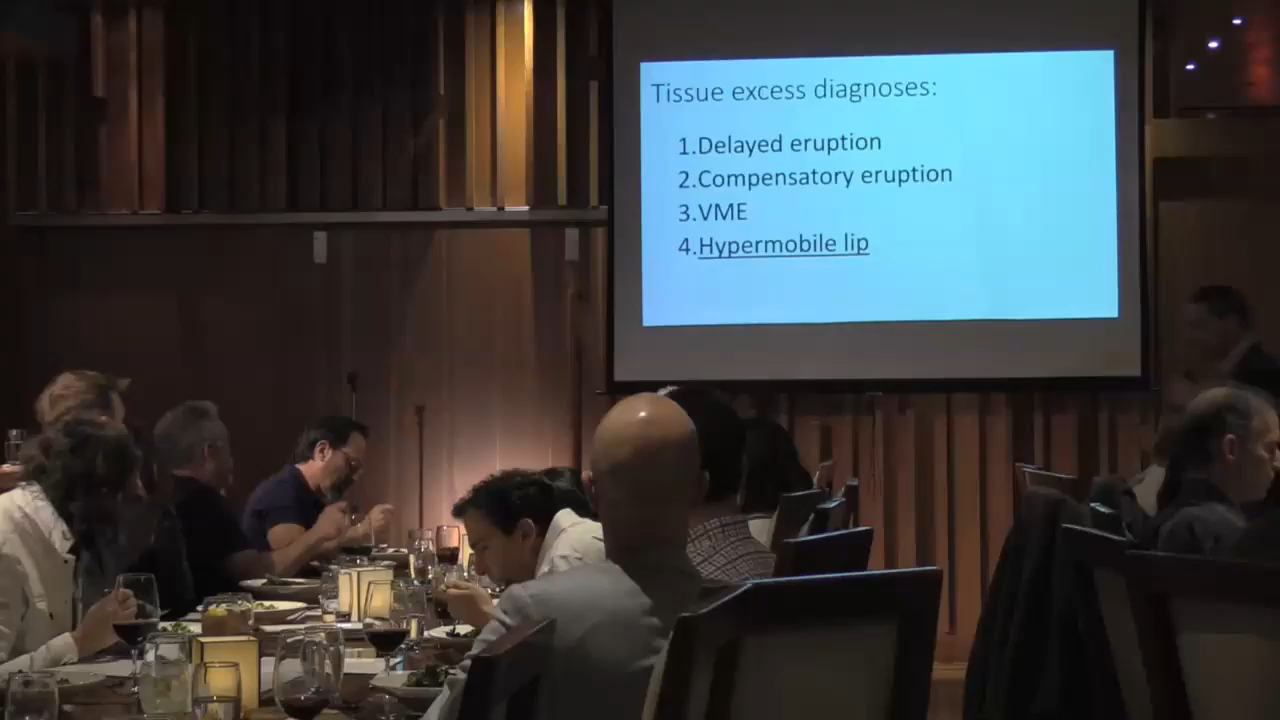 Tissue excess diagnoses:
1.Delayed eruption
2.Compensatory eruption
3.VME
4.Hypermobile lip